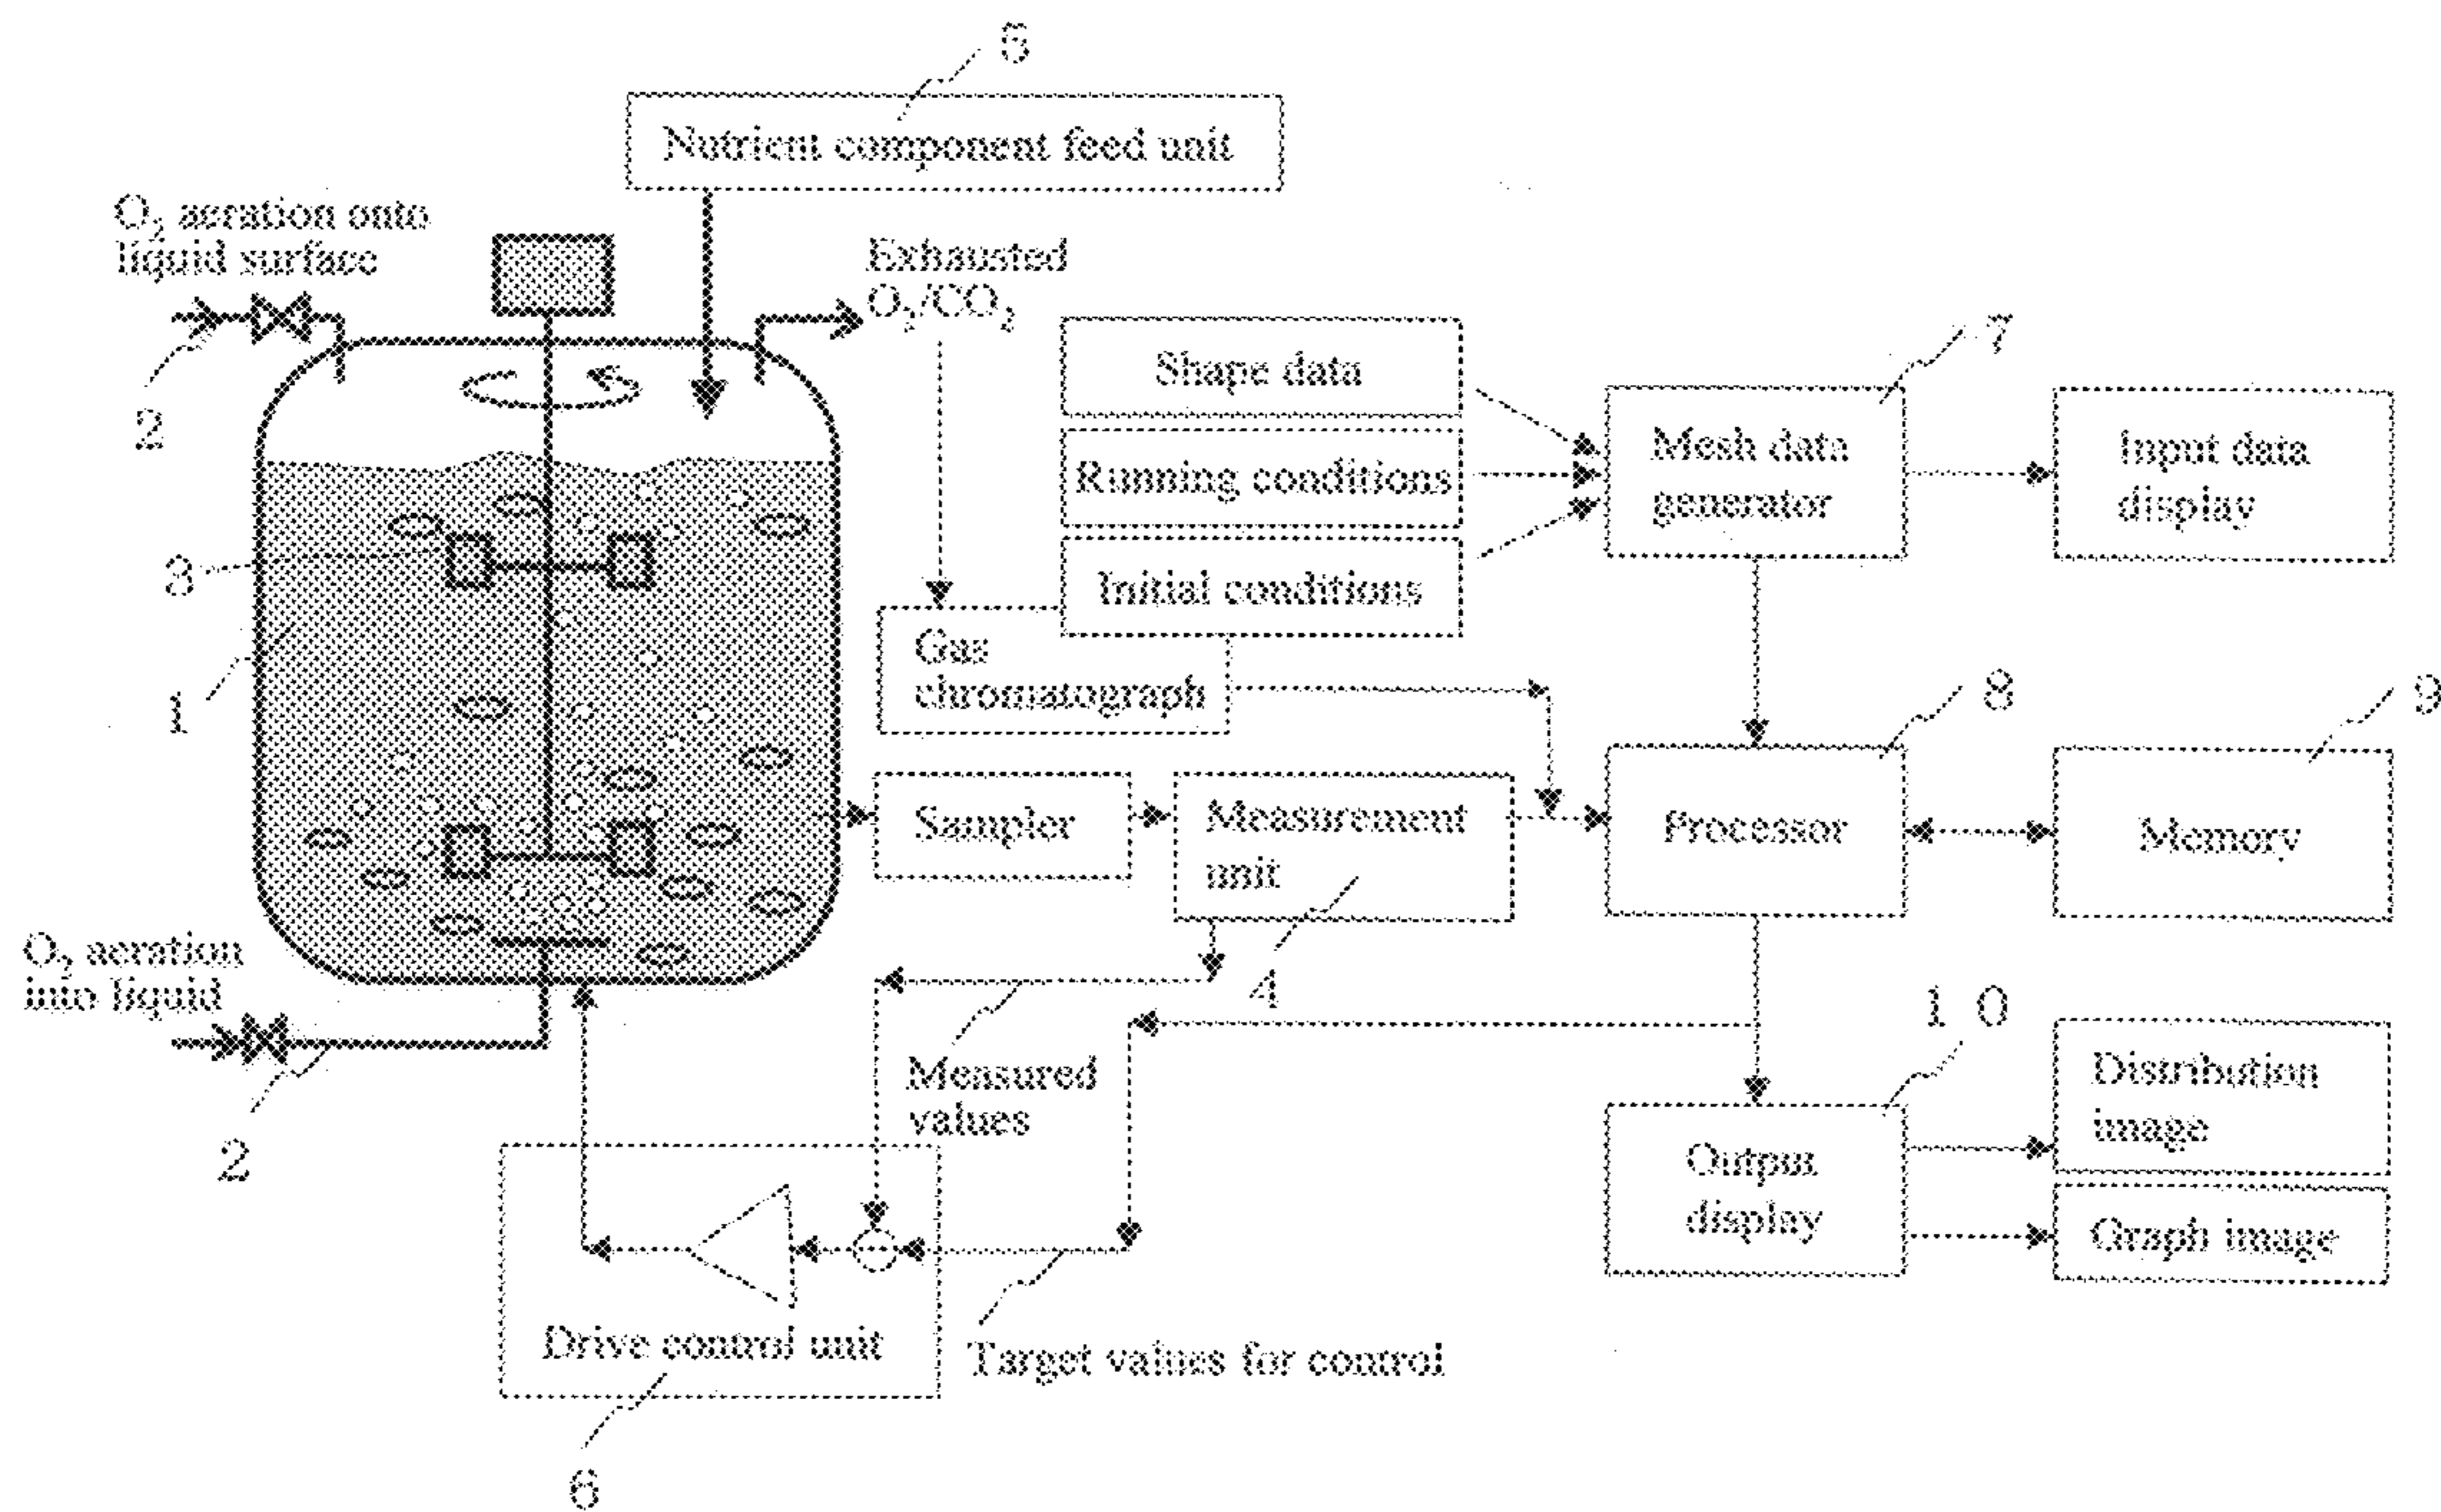 5
Nutrient component feed unit
O₂ aeration onto
liquid surface
Exhausted
O₂/CO₂
2
Shape data
Running conditions
Initial conditions
7
Mesh data
generator
Input data
display
3
1
Gas
chromatograph
8
9
Sampler
Measurement
unit
Processor
Memory
4
O₂ aeration
into liquid
2
Measured
values
10
Distribution
image
Output
display
Graph image
Drive control unit
Target values for control
6